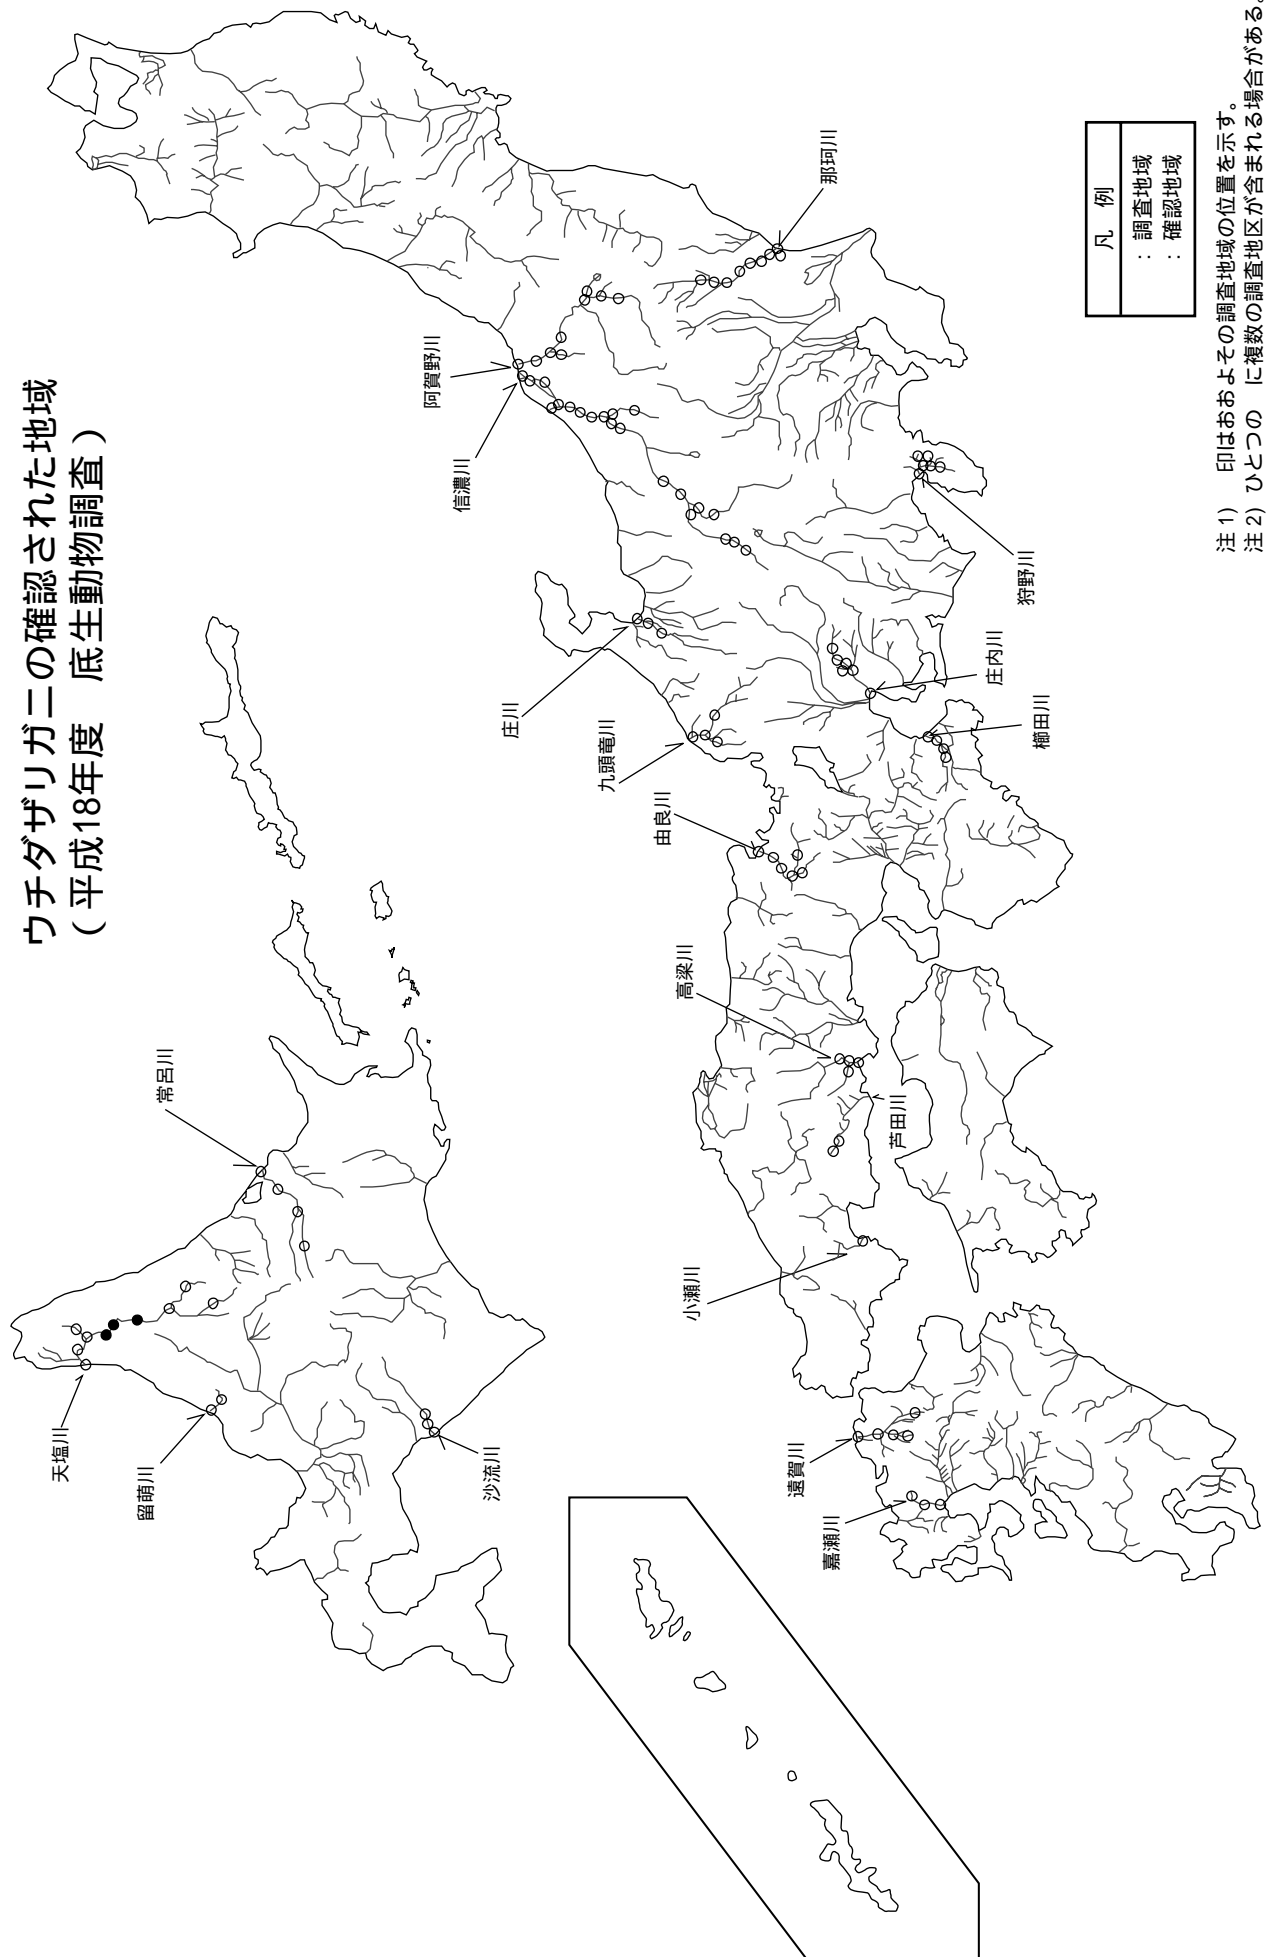 ウチダザリガニの確認された地域
(平成18年度　底生動物調査)
天塩川
留萌川
常呂川
沙流川
阿賀野川
信濃川
那珂川
庄川
九頭竜川
狩野川
庄内川
櫛田川
由良川
高梁川
芦田川
小瀬川
遠賀川
嘉瀬川
凡　例
：調査地域
：確認地域
注1)　印はおおよその調査地域の位置を示す。
注2) ひとつの　に複数の調査地区が含まれる場合がある。